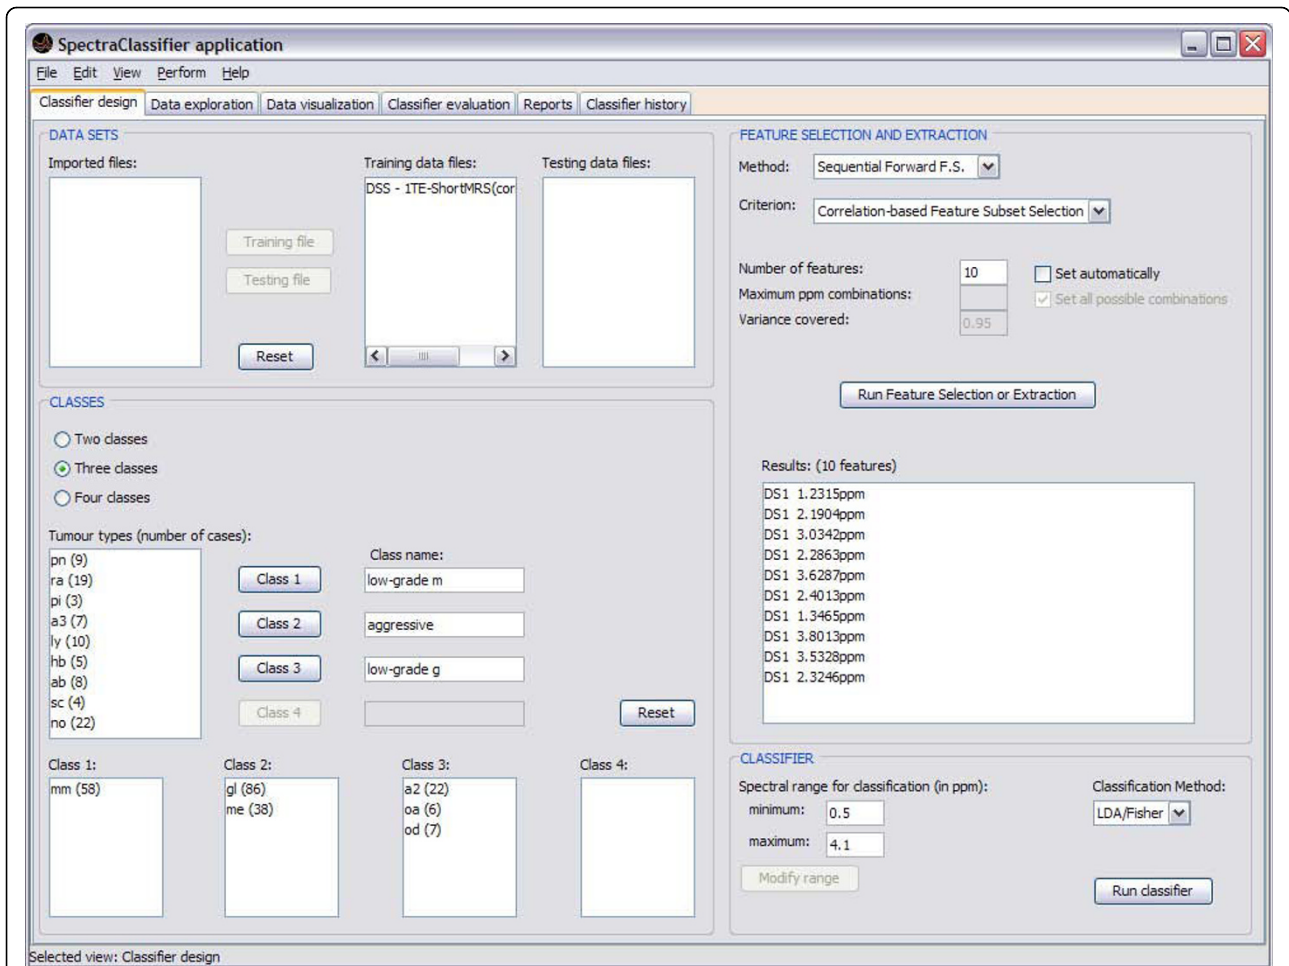 SpectraClassifier application
File Edit View Perform Help
Classifier design Data exploration Data visualization Classifier evaluation Reports Classifier history
DATA SETS
Imported files: Training data files: Testing data files:
DSS - 1TE-ShortMRS(cor
Training file
Testing file
Reset
CLASSES
Two classes
Three classes
Four classes
Tumour types (number of cases):
pn (9)
ra (19)
pi (3)
a3 (7)
ly (10)
hb (5)
ab (8)
sc (4)
no (22)
Class name:
Class 1 low-grade m
Class 2 aggressive
Class 3 low-grade g
Class 4
Reset
Class 1: Class 2: Class 3: Class 4:
mm (58) gl (86) a2 (22)
me (38) oa (6)
od (7)
FEATURE SELECTION AND EXTRACTION
Method: Sequential Forward F.S.
Criterion: Correlation-based Feature Subset Selection
Number of features: 10 Set automatically
Maximum ppm combinations: Set all possible combinations
Variance covered: 0.95
Run Feature Selection or Extraction
Results: (10 features)
DS1 1.2315ppm
DS1 2.1904ppm
DS1 3.0342ppm
DS1 2.2863ppm
DS1 3.6287ppm
DS1 2.4013ppm
DS1 1.3465ppm
DS1 3.8013ppm
DS1 3.5328ppm
DS1 2.3246ppm
CLASSIFIER
Spectral range for classification (in ppm): Classification Method:
minimum: 0.5 LDA/Fisher
maximum: 4.1
Modify range
Run classifier
Selected view: Classifier design